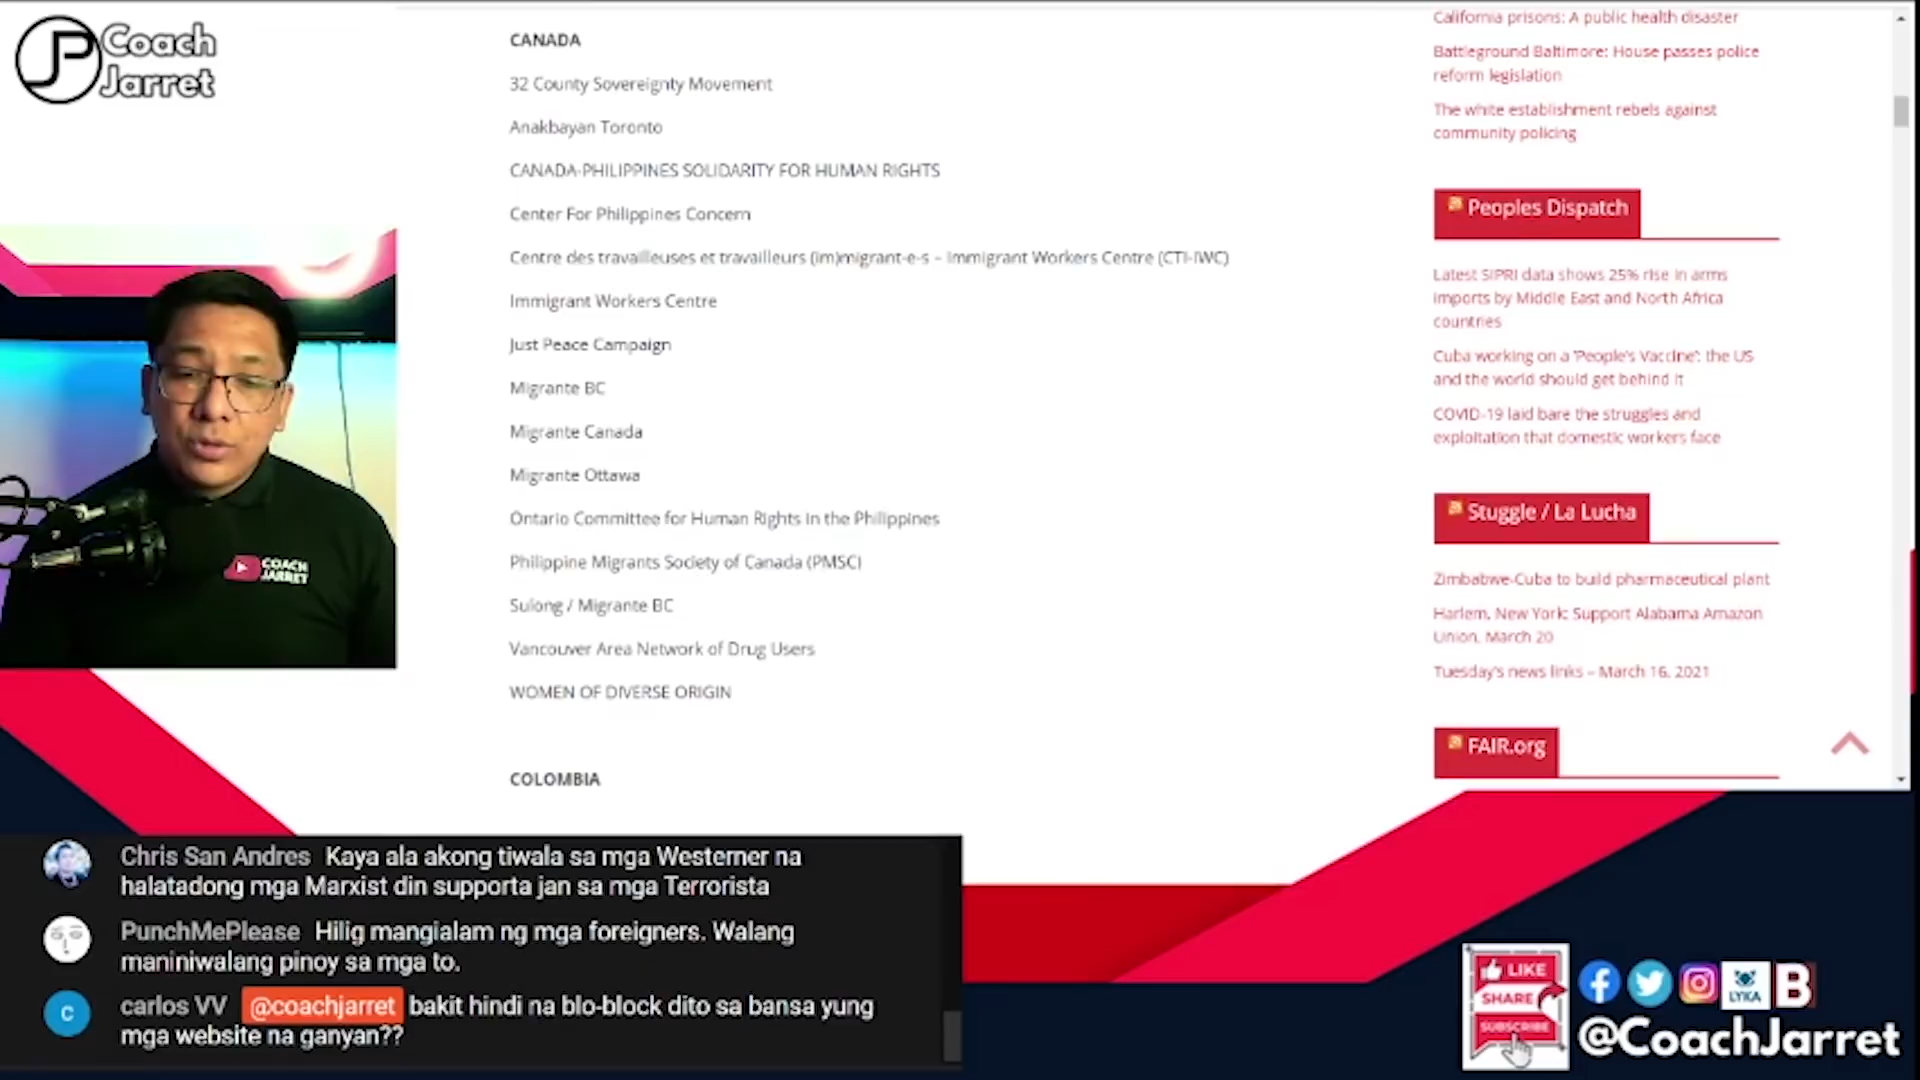 Coach
Jarret
CANADA
32 County Sovereignty Movement
Anakbayan Toronto
CANADA-PHILIPPINES SOLIDARITY FOR HUMAN RIGHTS
Center For Philippines Concern
Centre des travailleuses et travailleurs (im)migrant-e-s – Immigrant Workers Centre (CTI-IWC)
Immigrant Workers Centre
Just Peace Campaign
Migrante BC
Migrante Canada
Migrante Ottawa
Ontario Committee for Human Rights in the Philippines
Philippine Migrants Society of Canada (PMSC)
Sulong / Migrante BC
Vancouver Area Network of Drug Users
WOMEN OF DIVERSE ORIGIN
COLOMBIA
California prisons: A public health disaster
Battleground Baltimore: House passes police
reform legislation
The white establishment rebels against
community policing
Peoples Dispatch
Latest SIPRI data shows 25% rise in arms
imports by Middle East and North Africa
countries
Cuba working on a 'People's Vaccine': the US
and the world should get behind it
COVID-19 laid bare the struggles and
exploitation that domestic workers face
Stuggle / La Lucha
Zimbabwe-Cuba to build pharmaceutical plant
Harlem, New York: Support Alabama Amazon
Union, March 20
Tuesday's news links – March 16, 2021
FAIR.org
COACH
JARRET
Chris San Andres Kaya ala akong tiwala sa mga Westerner na
halatadong mga Marxist din supporta jan sa mga Terrorista
PunchMePlease Hilig mangialam ng mga foreigners. Walang
maniniwalang pinoy sa mga to.
C
carlos VV @coachjarret bakit hindi na blo-block dito sa bansa yung
mga website na ganyan??
LIKE
SHARE
SUBSCRIBE
LYKA
B
@CoachJarret